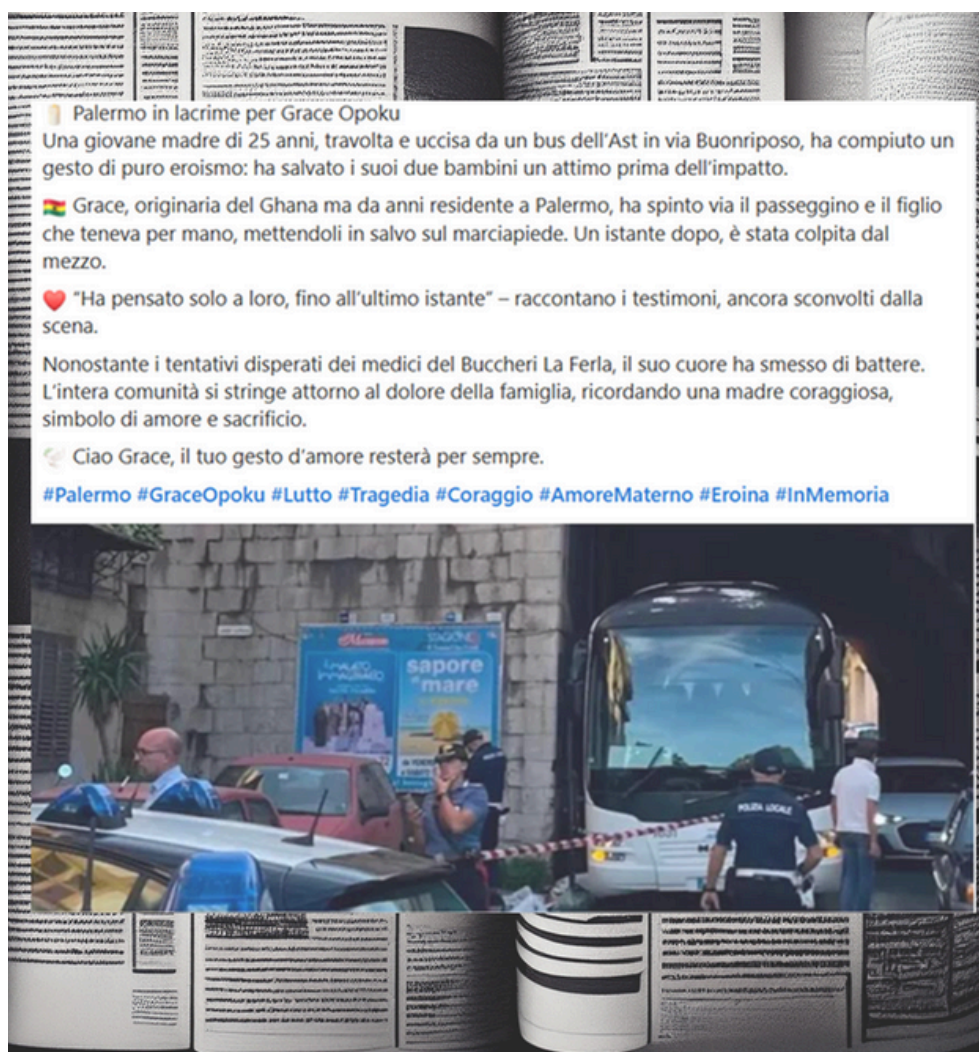 Palermo in lacrime per Grace Opoku
Una giovane madre di 25 anni, travolta e uccisa da un bus dell'Ast in via Buonriposo, ha compiuto un
gesto di puro eroismo: ha salvato i suoi due bambini un attimo prima dell'impatto.
Grace, originaria del Ghana ma da anni residente a Palermo, ha spinto via il passeggino e il figlio
che teneva per mano, mettendoli in salvo sul marciapiede. Un istante dopo, è stata colpita dal
mezzo.
"Ha pensato solo a loro, fino all'ultimo istante" – raccontano i testimoni, ancora sconvolti dalla
scena.
Nonostante i tentativi disperati dei medici del Buccheri La Ferla, il suo cuore ha smesso di battere.
L'intera comunità si stringe attorno al dolore della famiglia, ricordando una madre coraggiosa,
simbolo di amore e sacrificio.
Ciao Grace, il tuo gesto d'amore resterà per sempre.
#Palermo #GraceOpoku #Lutto #Tragedia #Coraggio #AmoreMaterno #Eroina #InMemoria
sapore
mare
POLIZIA LOCALE